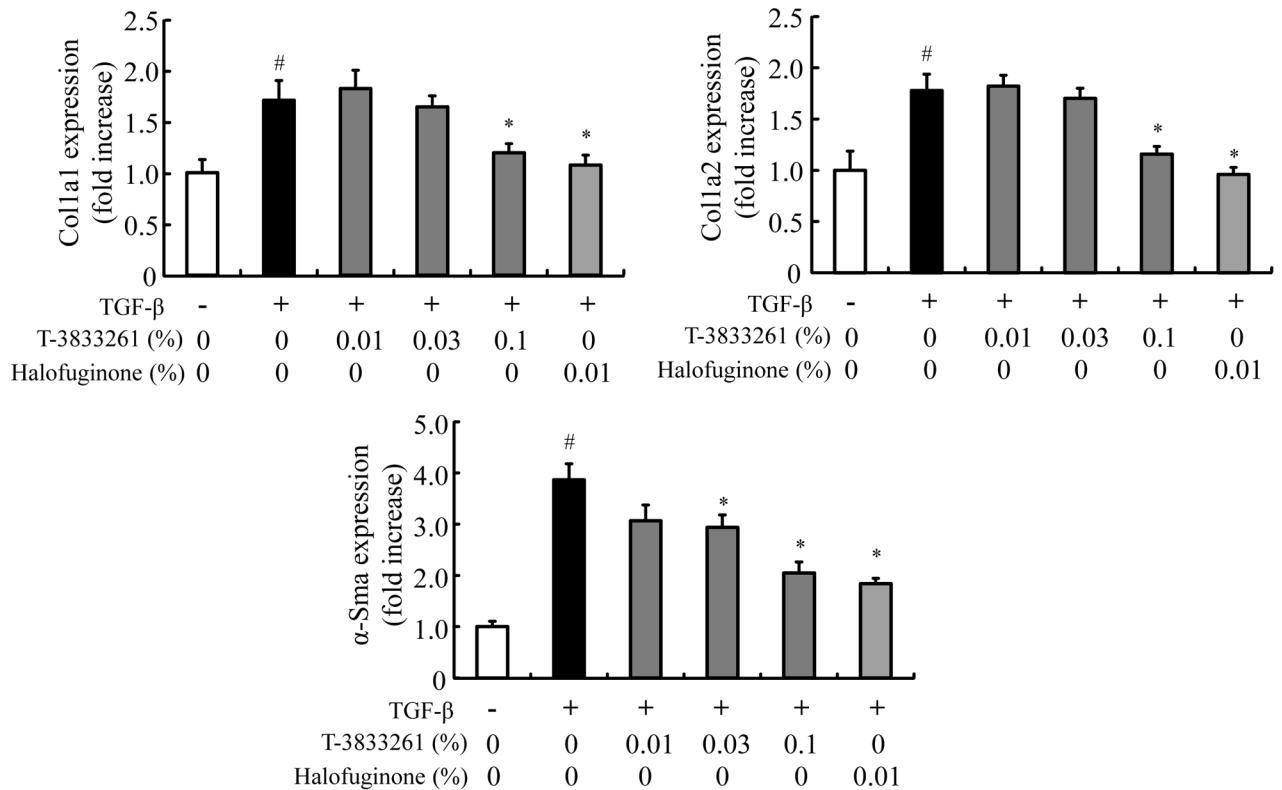 Col1a1 expression
(fold increase)
2.5
2.0
1.5
1.0
0.5
0
#
*
*
TGF-β - + + + + +
T-3833261 (%) 0 0 0.01 0.03 0.1 0
Halofuginone (%) 0 0 0 0 0 0.01
Col1a2 expression
(fold increase)
2.5
2.0
1.5
1.0
0.5
0
#
*
*
TGF-β - + + + + +
T-3833261 (%) 0 0 0.01 0.03 0.1 0
Halofuginone (%) 0 0 0 0 0 0.01
α-Sma expression
(fold increase)
5.0
4.0
3.0
2.0
1.0
0
#
*
*
*
TGF-β - + + + + +
T-3833261 (%) 0 0 0.01 0.03 0.1 0
Halofuginone (%) 0 0 0 0 0 0.01